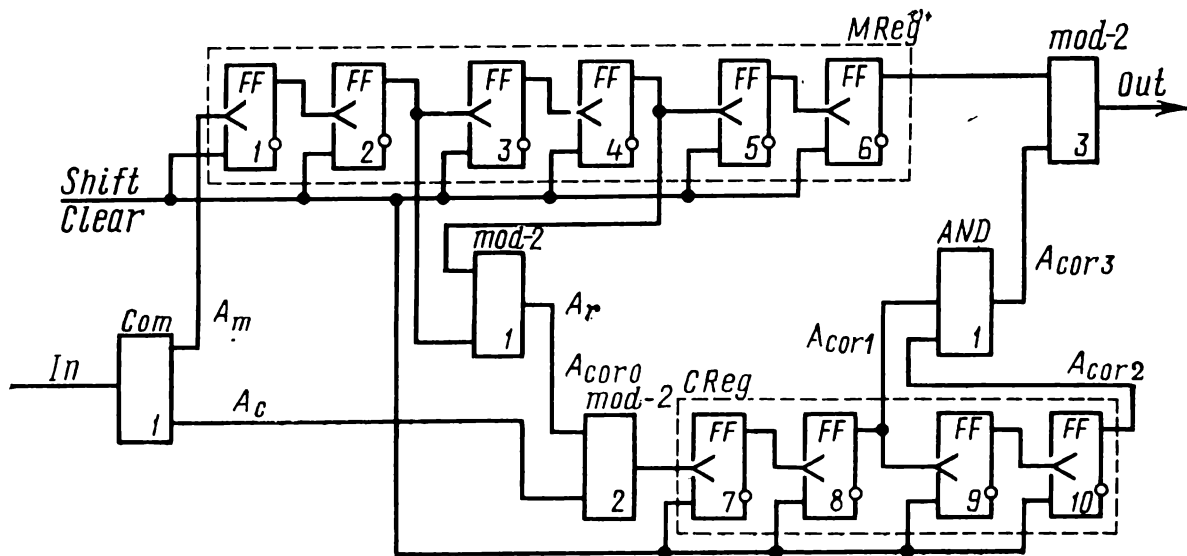 MReg
mod-2
FF
FF
FF
FF
FF
FF
1
2
3
4
5
6
3
Out
Shift
Clear
mod-2
AND
Com
A_m
1
A_r
A_cor1
1
A_cor3
In
A_c
1
A_cor0
mod-2
CReg
A_cor2
FF
FF
FF
FF
2
7
8
9
10